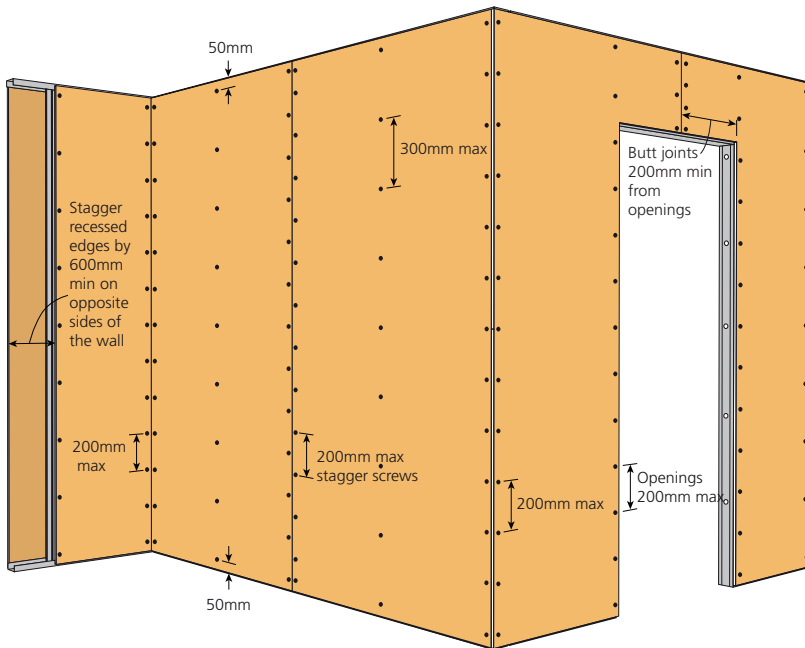 50mm
300mm max
Butt joints
200mm min
from
openings
Stagger
recessed
edges by
600mm
min on
opposite
sides of
the wall
200mm
max
200mm max
stagger screws
200mm max
Openings
200mm max
50mm